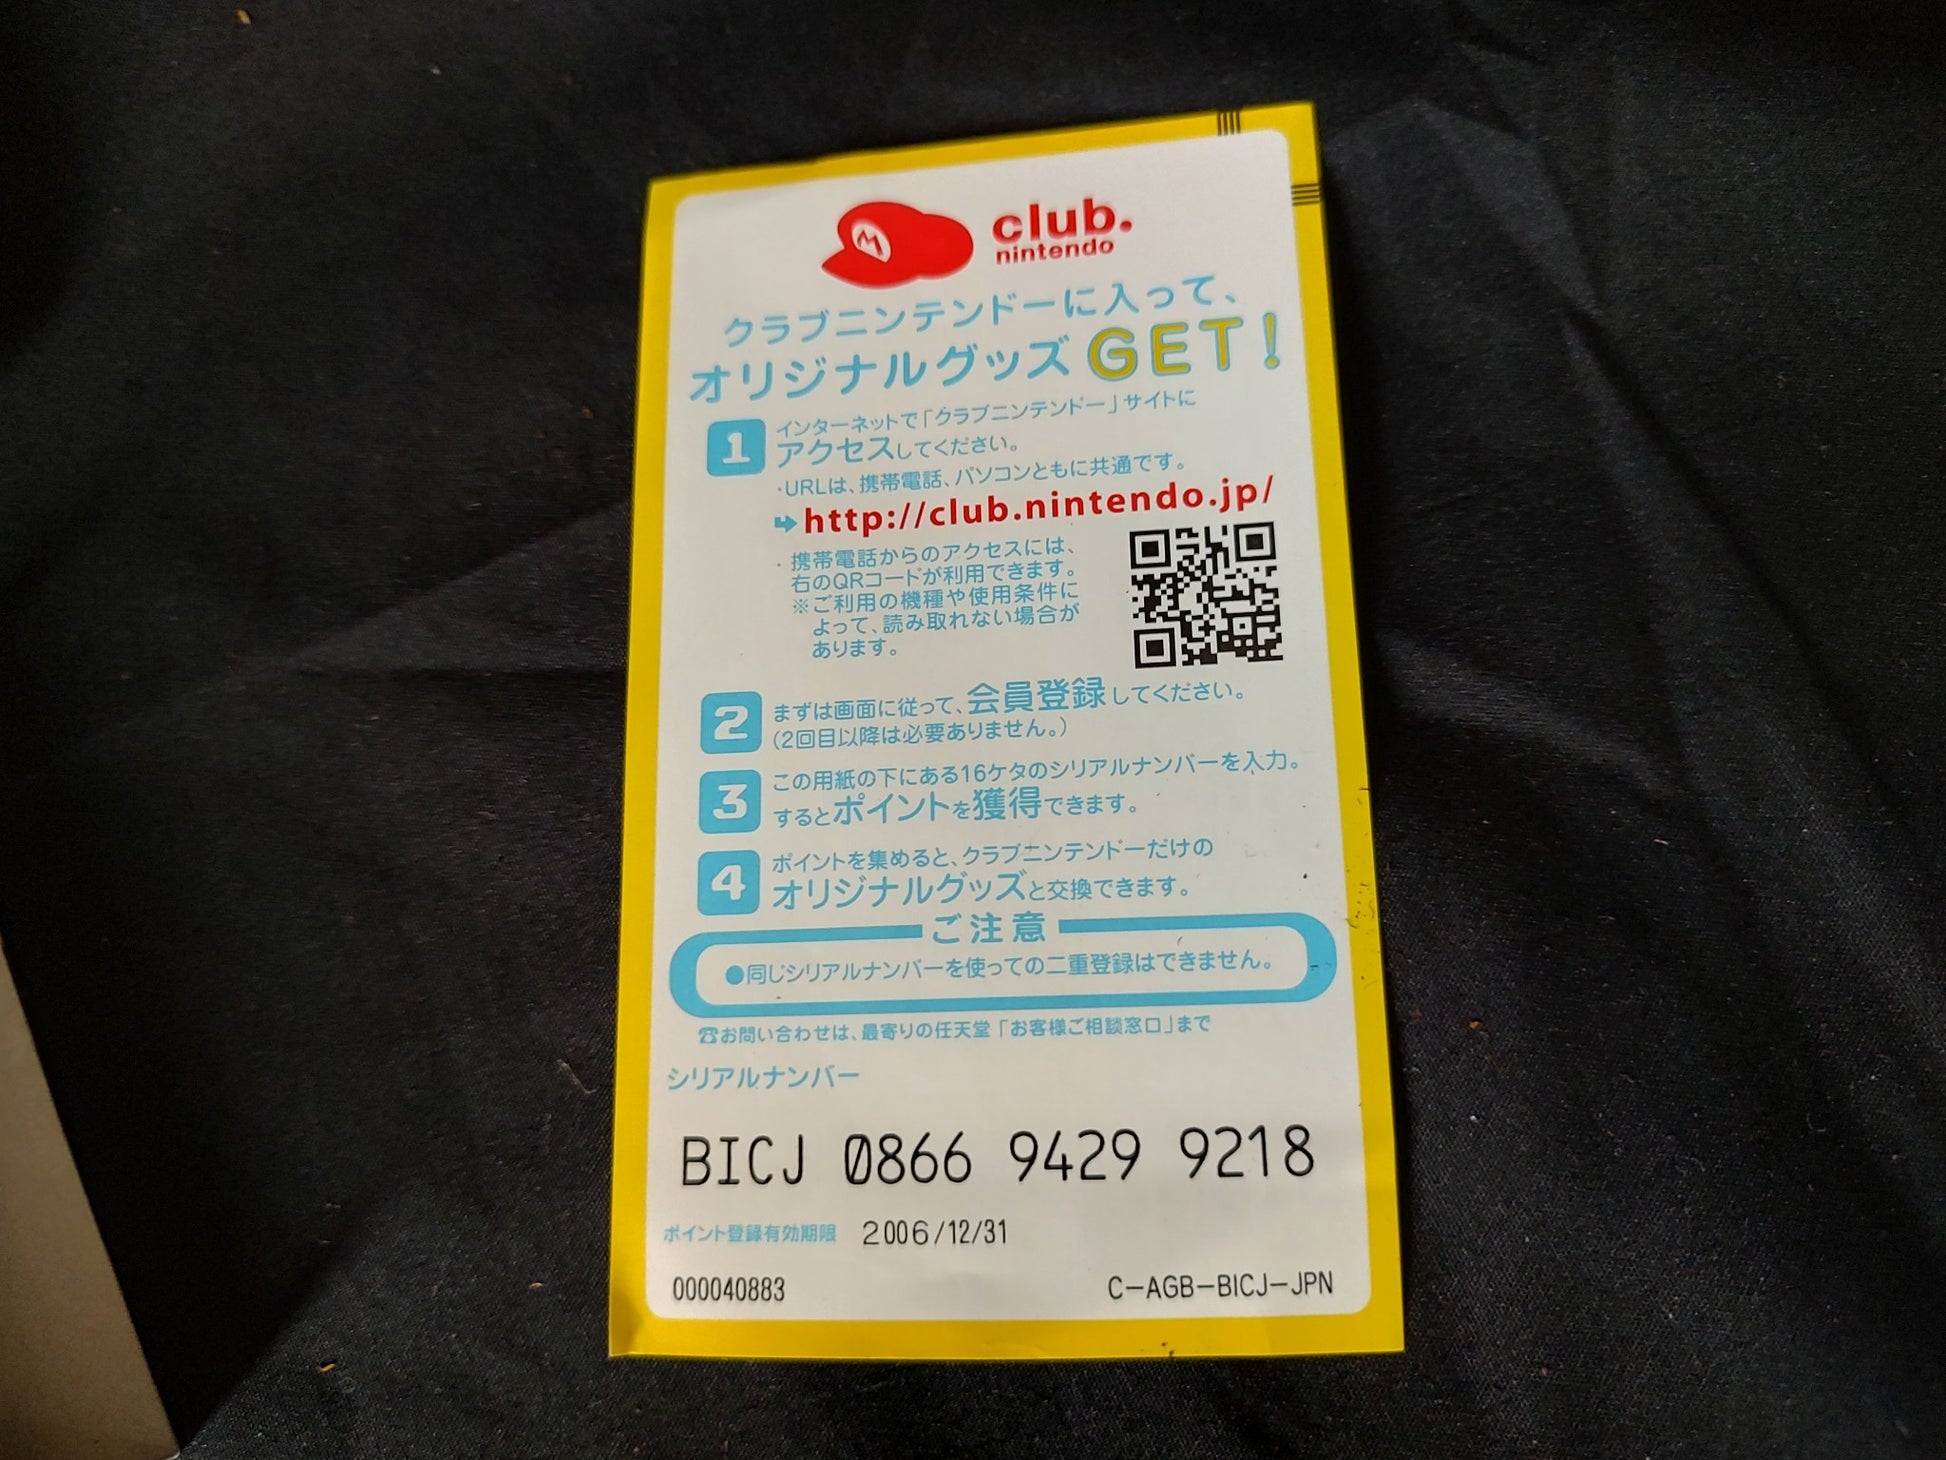 M
club.
nintendo
クラブニンテンドーに入って、
オリジナルグッズGET!
1
インターネットで「クラブニンテンドー」サイトに
アクセスしてください。
・URLは、携帯電話、パソコンともに共通です。
http://club.nintendo.jp/
・携帯電話からのアクセスには、
右のQRコードが利用できます。
※ご利用の機種や使用条件に
よって、読み取れない場合が
あります。
2
まずは画面に従って、会員登録してください。
(2回目以降は必要ありません。)
3
この用紙の下にある16ケタのシリアルナンバーを入力。
するとポイントを獲得できます。
4
ポイントを集めると、クラブニンテンドーだけの
オリジナルグッズと交換できます。
ご注意
●同じシリアルナンバーを使っての二重登録はできません。
☎お問い合わせは、最寄りの任天堂「お客様ご相談窓口」まで
シリアルナンバー
BICJ 0866 9429 9218
ポイント登録有効期限 2006/12/31
000040883 C-AGB-BICJ-JPN